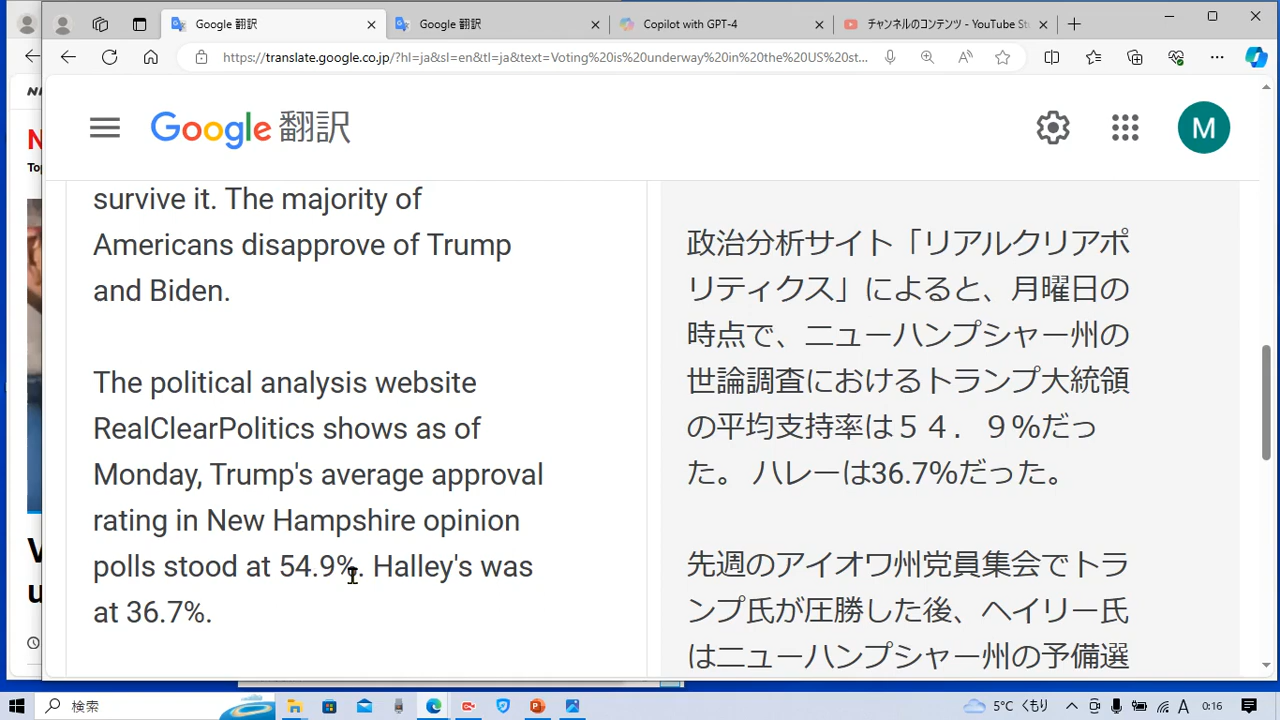 Google 翻訳
Google 翻訳
Copilot with GPT-4
チャンネルのコンテンツ - YouTube St
https://translate.google.co.jp/?hl=ja&sl=en&tl=ja&text=Voting%20is%20underway%20in%20the%20US%20st...
Google 翻訳
M
survive it. The majority of
Americans disapprove of Trump
and Biden.
The political analysis website
RealClearPolitics shows as of
Monday, Trump's average approval
rating in New Hampshire opinion
polls stood at 54.9%. Halley's was
at 36.7%.
政治分析サイト「リアルクリアポ
リティクス」によると、月曜日の
時点で、ニューハンプシャー州の
世論調査におけるトランプ大統領
の平均支持率は５４．９%だっ
た。 ハレーは36.7%だった。
先週のアイオワ州党員集会でトラ
ンプ氏が圧勝した後、ヘイリー氏
はニューハンプシャー州の予備選
N
Top
V
u
検索
5°C くもり
A
0:16